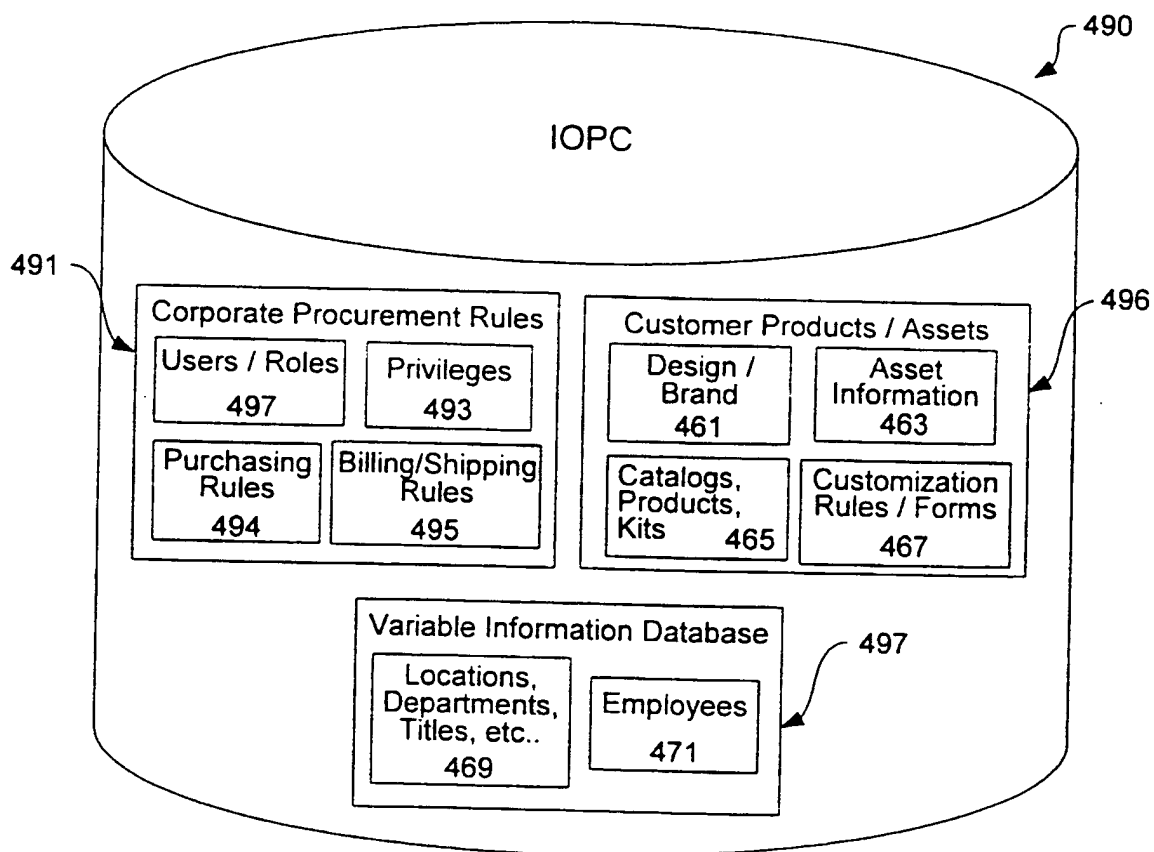 490
IOPC
491
Corporate Procurement Rules
Users / Roles
497
Privileges
493
Purchasing
Rules
494
Billing/Shipping
Rules
495
496
Customer Products / Assets
Design /
Brand
461
Asset
Information
463
Catalogs,
Products,
Kits
465
Customization
Rules / Forms
467
Variable Information Database
497
Locations,
Departments,
Titles, etc..
469
Employees
471